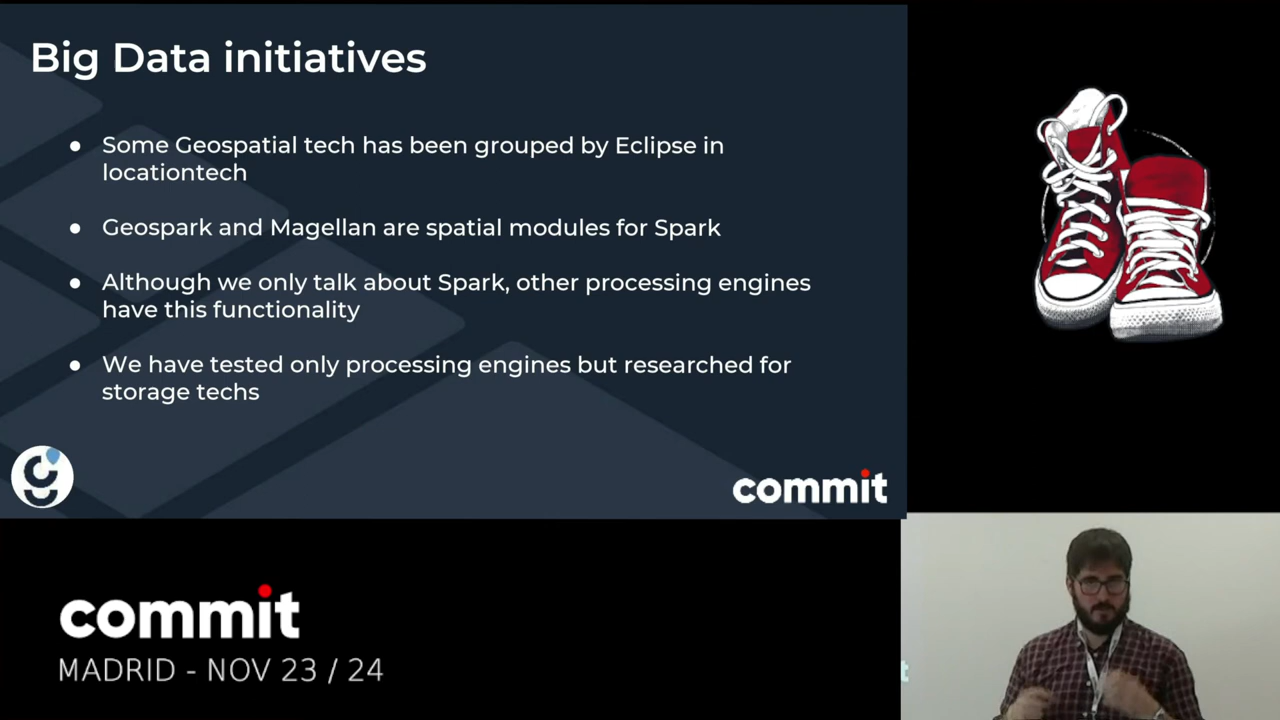 Big Data initiatives
● Some Geospatial tech has been grouped by Eclipse in
locationtech
● Geospark and Magellan are spatial modules for Spark
● Although we only talk about Spark, other processing engines
have this functionality
● We have tested only processing engines but researched for
storage techs
commit
commit
MADRID - NOV 23 / 24